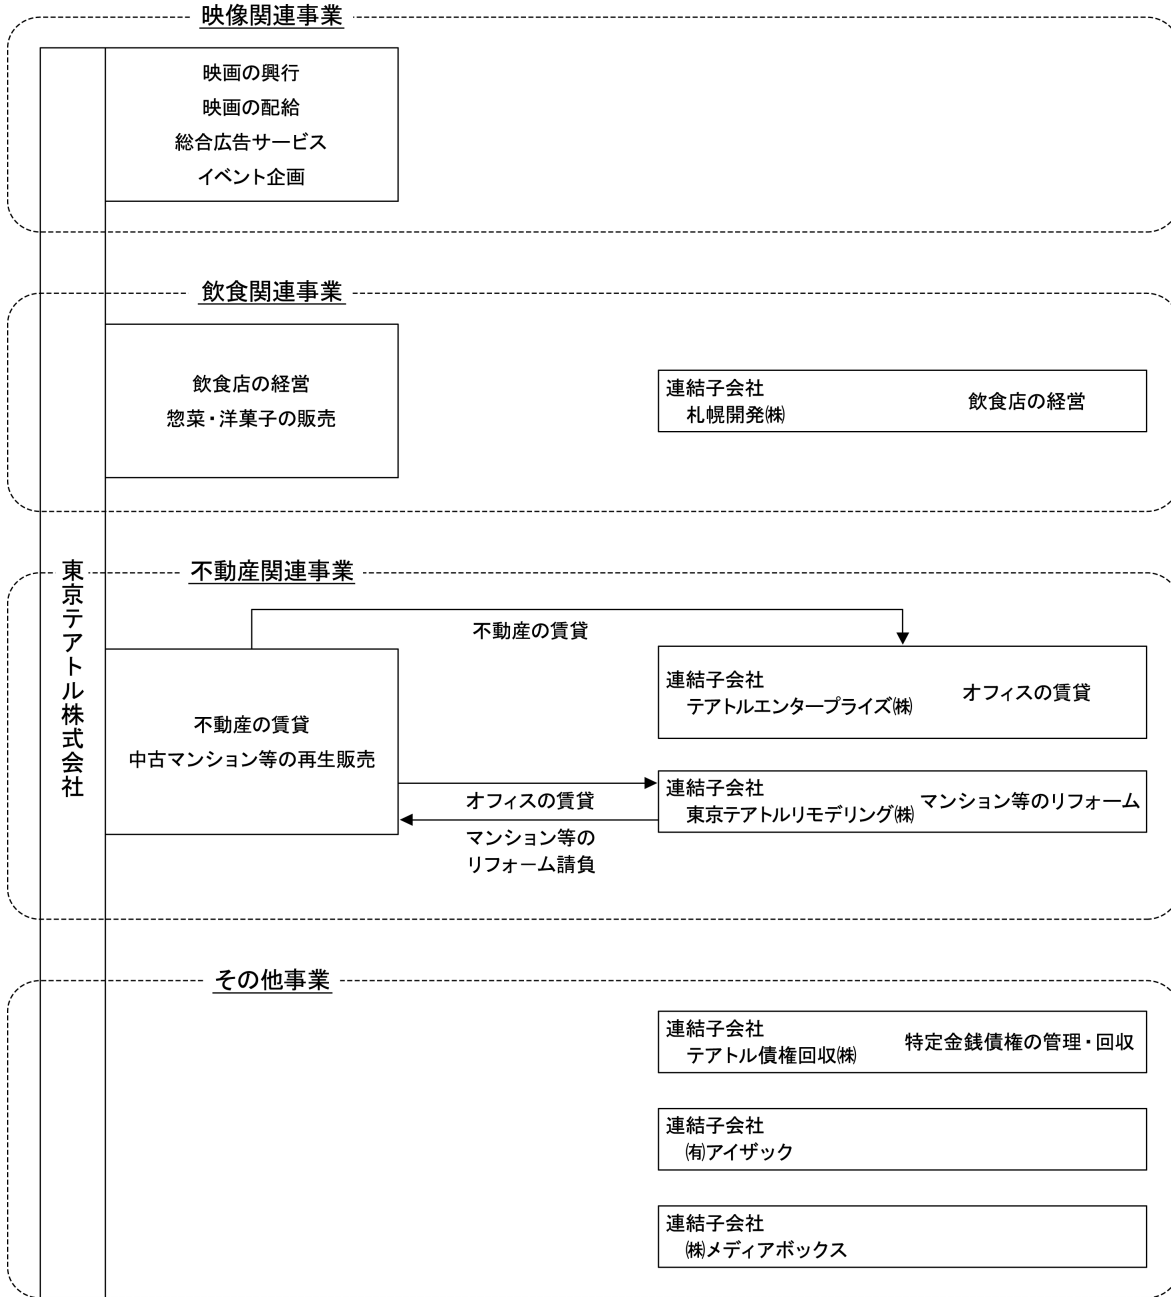 映像関連事業
映画の興行
映画の配給
総合広告サービス
イベント企画
飲食関連事業
飲食店の経営
惣菜・洋菓子の販売
連結子会社
札幌開発㈱
飲食店の経営
東京テアトル株式会社
不動産関連事業
不動産の賃貸
不動産の賃貸
中古マンション等の再生販売
連結子会社
テアトルエンタープライズ㈱
オフィスの賃貸
オフィスの賃貸
マンション等の
リフォーム請負
連結子会社
東京テアトルリモデリング㈱
マンション等のリフォーム
その他事業
連結子会社
テアトル債権回収㈱
特定金銭債権の管理・回収
連結子会社
㈲アイザック
連結子会社
㈱メディアボックス